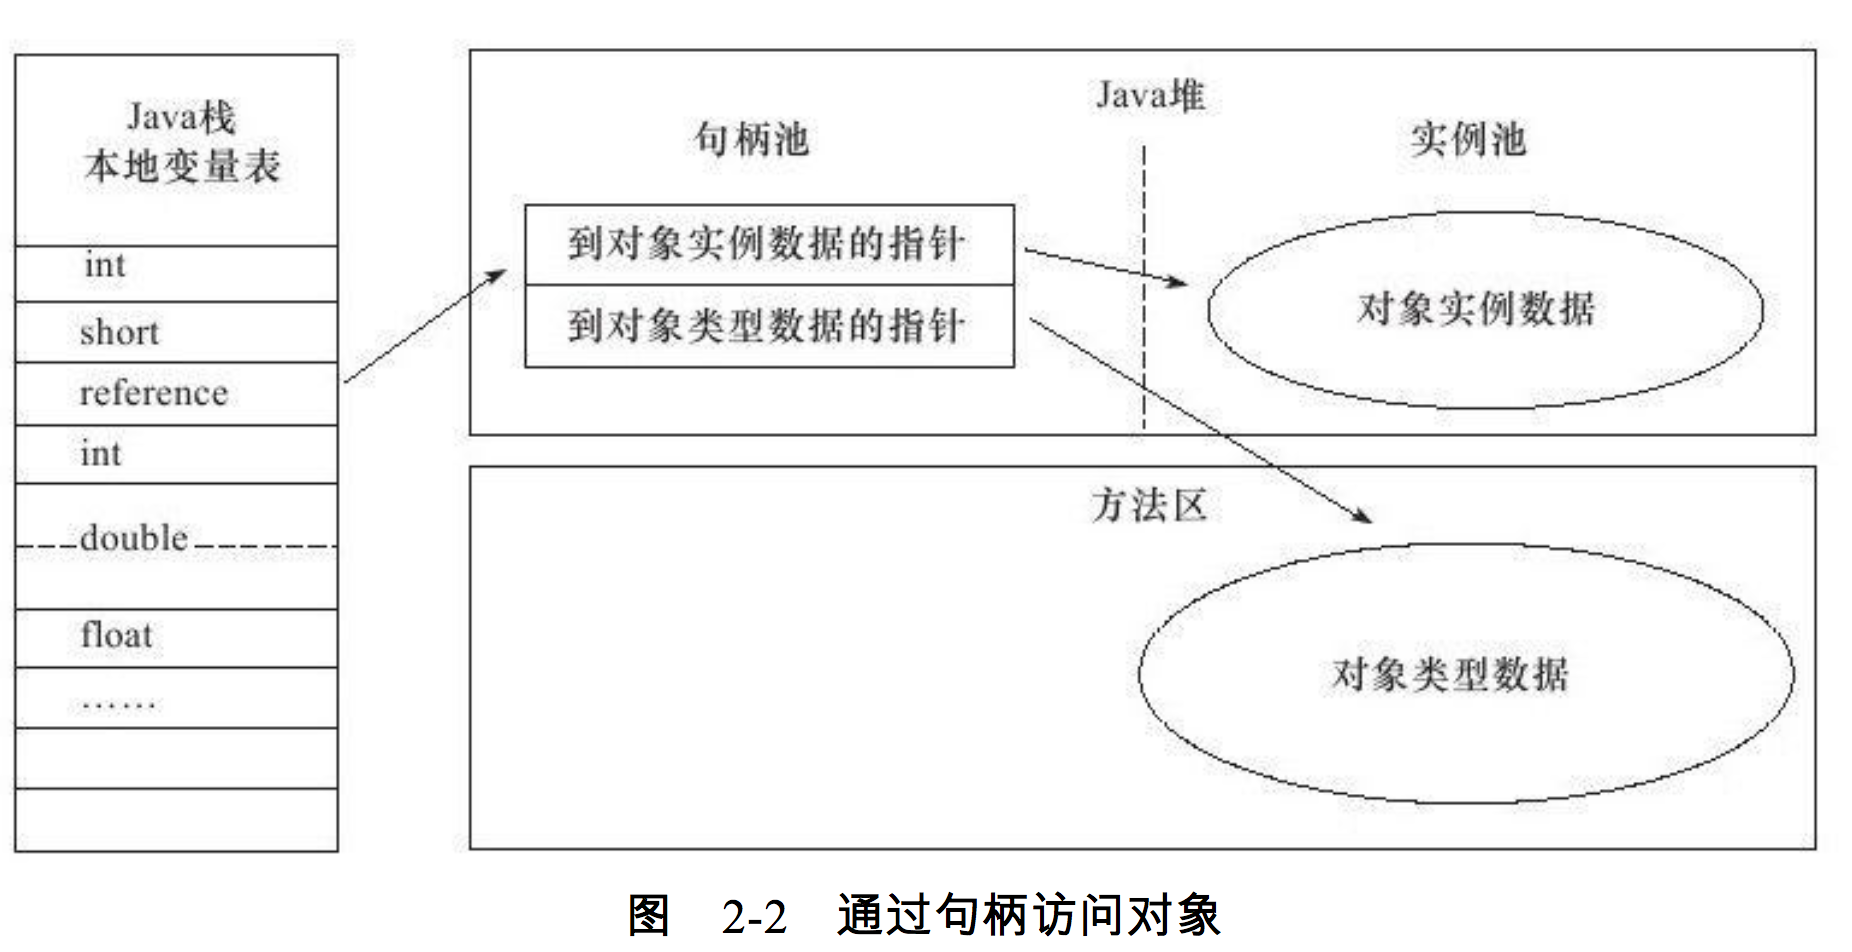 Java栈
本地变量表
int
short
reference
int
double
float
……
Java堆
句柄池
实例池
到对象实例数据的指针
到对象类型数据的指针
对象实例数据
方法区
对象类型数据
图 2-2 通过句柄访问对象